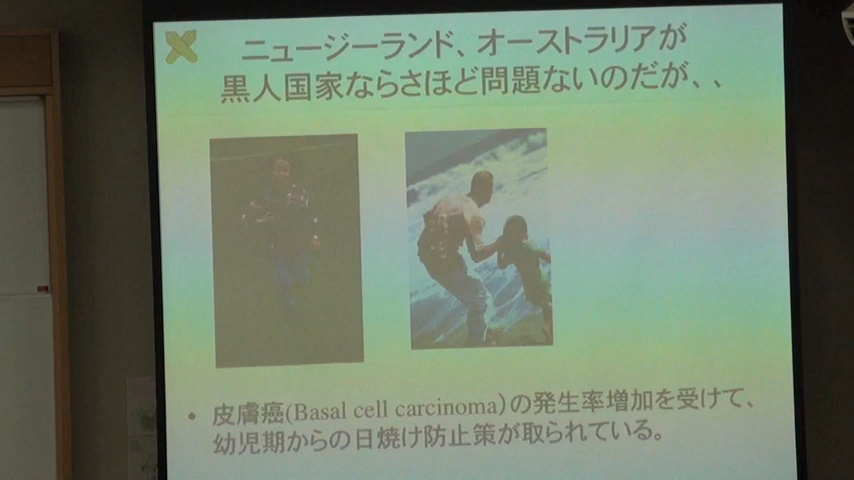 ニュージーランド、オーストラリアが
黒人国家ならさほど問題ないのだが、、
• 皮膚癌(Basal cell carcinoma)の発生率増加を受けて、
幼児期からの日焼け防止策が取られている。